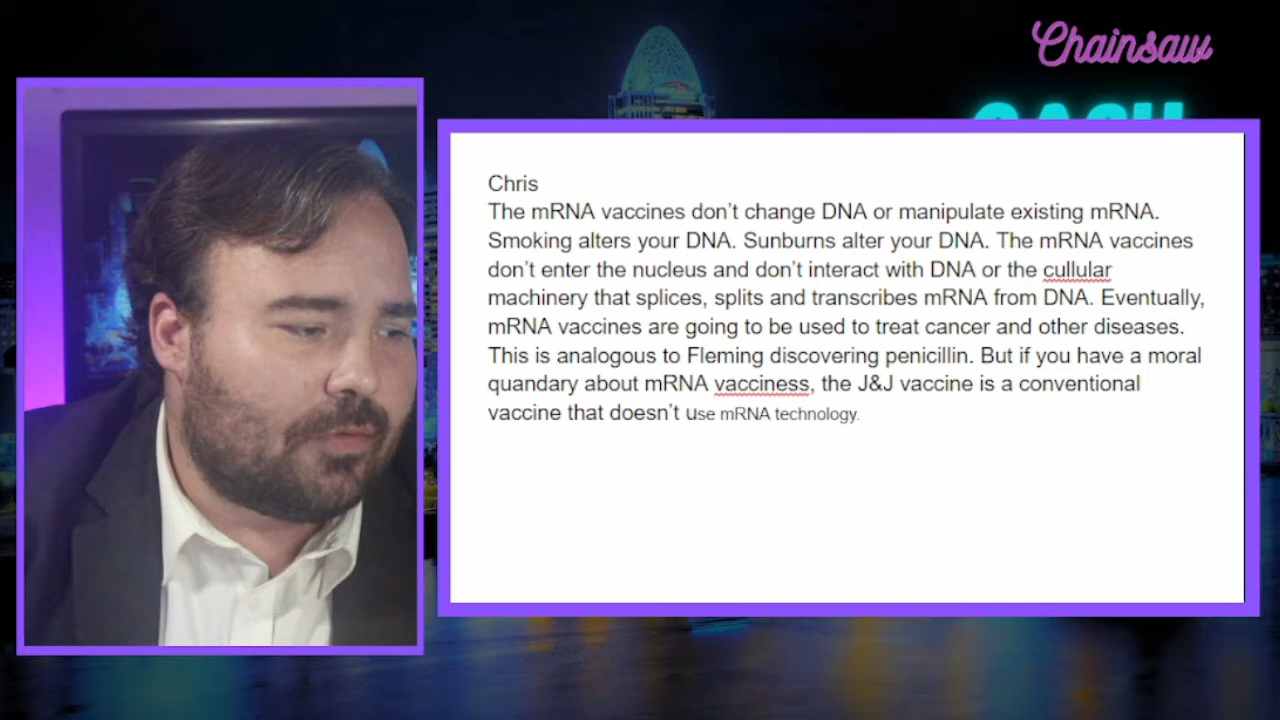 Chainsaw
CASH
Chris
The mRNA vaccines don't change DNA or manipulate existing mRNA.
Smoking alters your DNA. Sunburns alter your DNA. The mRNA vaccines
don't enter the nucleus and don't interact with DNA or the cullular
machinery that splices, splits and transcribes mRNA from DNA. Eventually,
mRNA vaccines are going to be used to treat cancer and other diseases.
This is analogous to Fleming discovering penicillin. But if you have a moral
quandary about mRNA vacciness, the J&J vaccine is a conventional
vaccine that doesn't use mRNA technology.